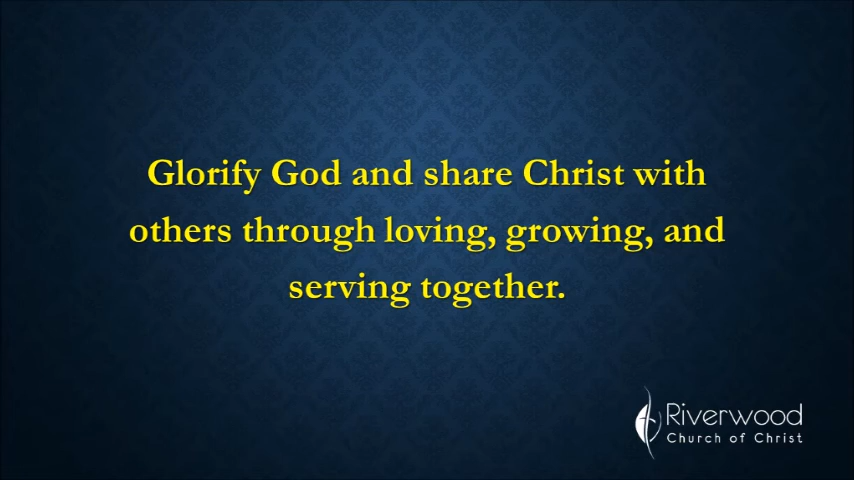 Glorify God and share Christ with
others through loving, growing, and
serving together.
Riverwood
Church of Christ